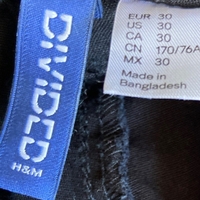 DIVIDED
H&M
EUR 30
US 30
CA 30
CN 170/76A
MX 30
Made in
Bangladesh